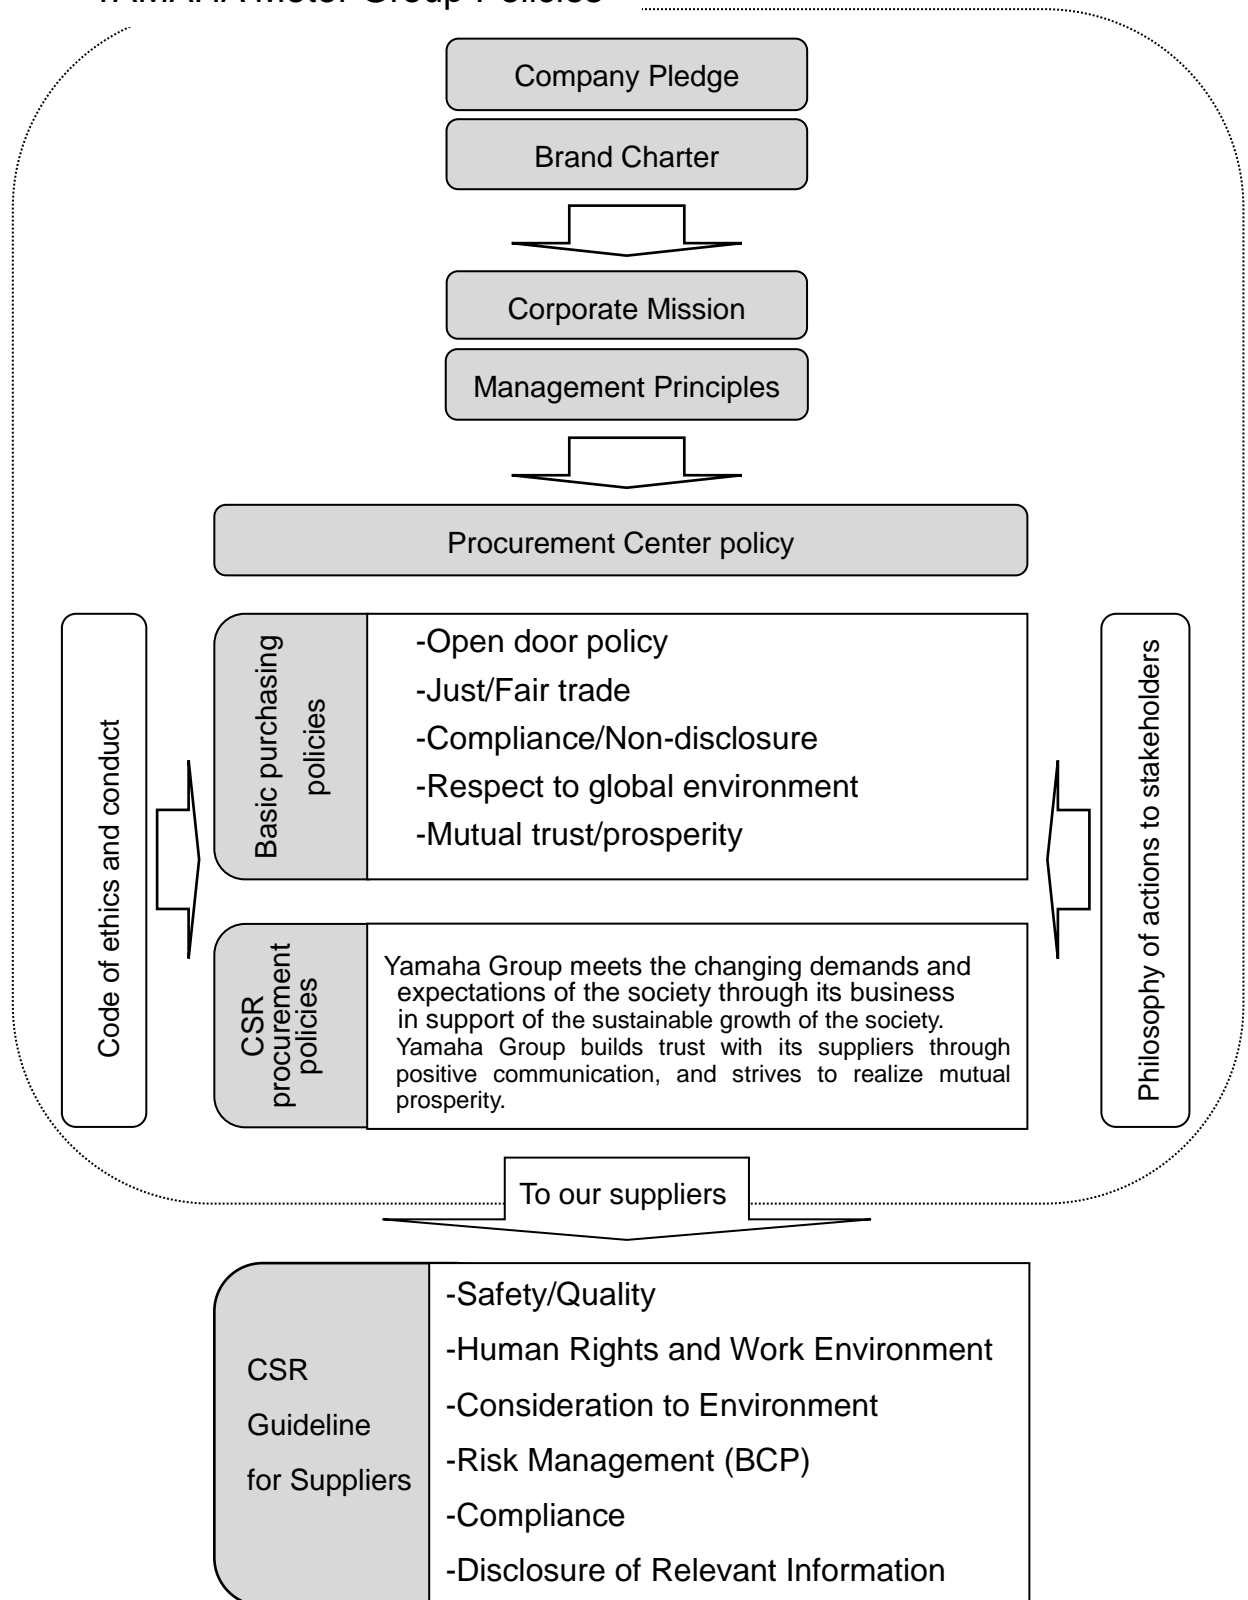 YAMAHA Motor Group Policies
Company Pledge
Brand Charter
Corporate Mission
Management Principles
Procurement Center policy
Code of ethics and conduct
Basic purchasing
policies
-Open door policy
-Just/Fair trade
-Compliance/Non-disclosure
-Respect to global environment
-Mutual trust/prosperity
Philosophy of actions to stakeholders
CSR
procurement
policies
Yamaha Group meets the changing demands and
expectations of the society through its business
in support of the sustainable growth of the society.
Yamaha Group builds trust with its suppliers through
positive communication, and strives to realize mutual
prosperity.
To our suppliers
CSR
Guideline
for Suppliers
-Safety/Quality
-Human Rights and Work Environment
-Consideration to Environment
-Risk Management (BCP)
-Compliance
-Disclosure of Relevant Information